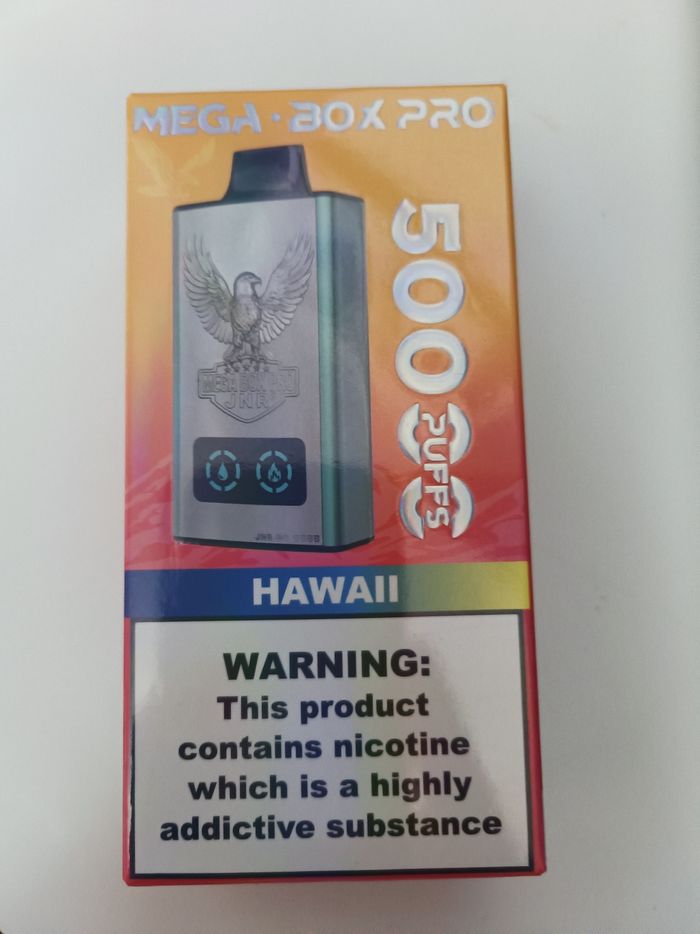 MEGA·BOX PRO
500
PUFFS
MEGA BOX PRO
JNR
HAWAII
WARNING:
This product
contains nicotine
which is a highly
addictive substance